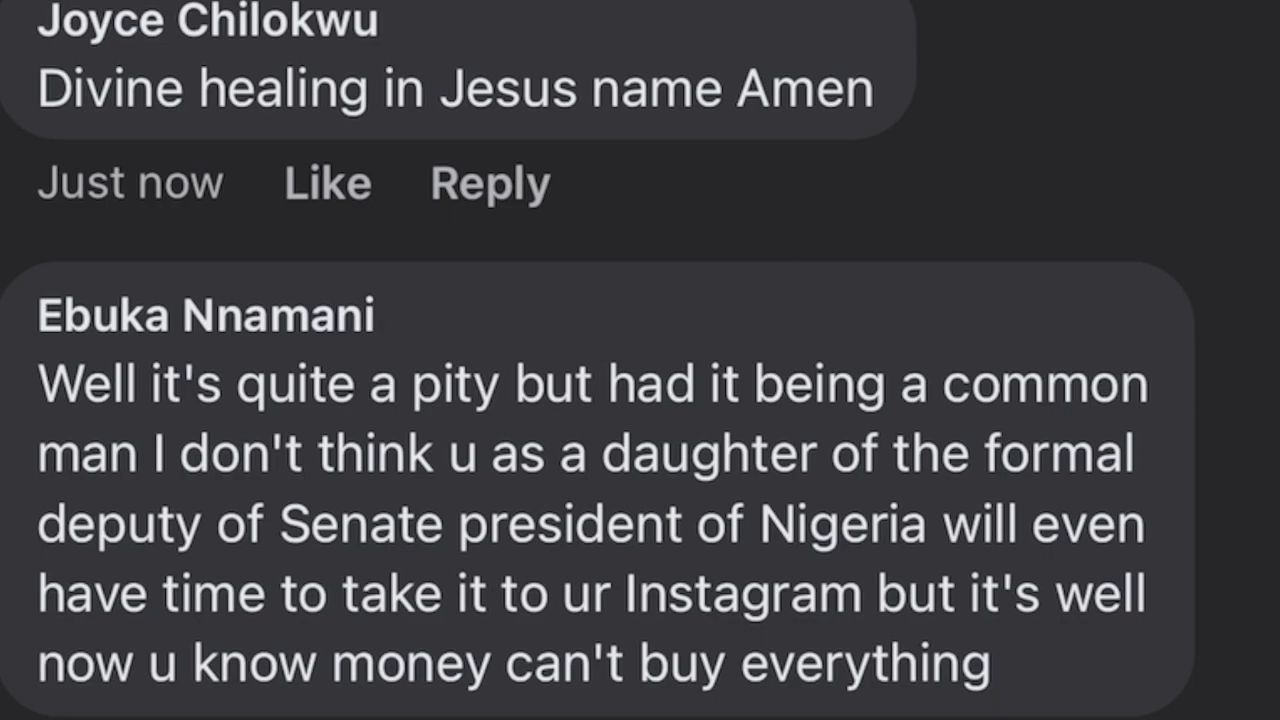 Joyce Chilokwu
Divine healing in Jesus name Amen
Just now Like Reply
Ebuka Nnamani
Well it's quite a pity but had it being a common
man I don't think u as a daughter of the formal
deputy of Senate president of Nigeria will even
have time to take it to ur Instagram but it's well
now u know money can't buy everything